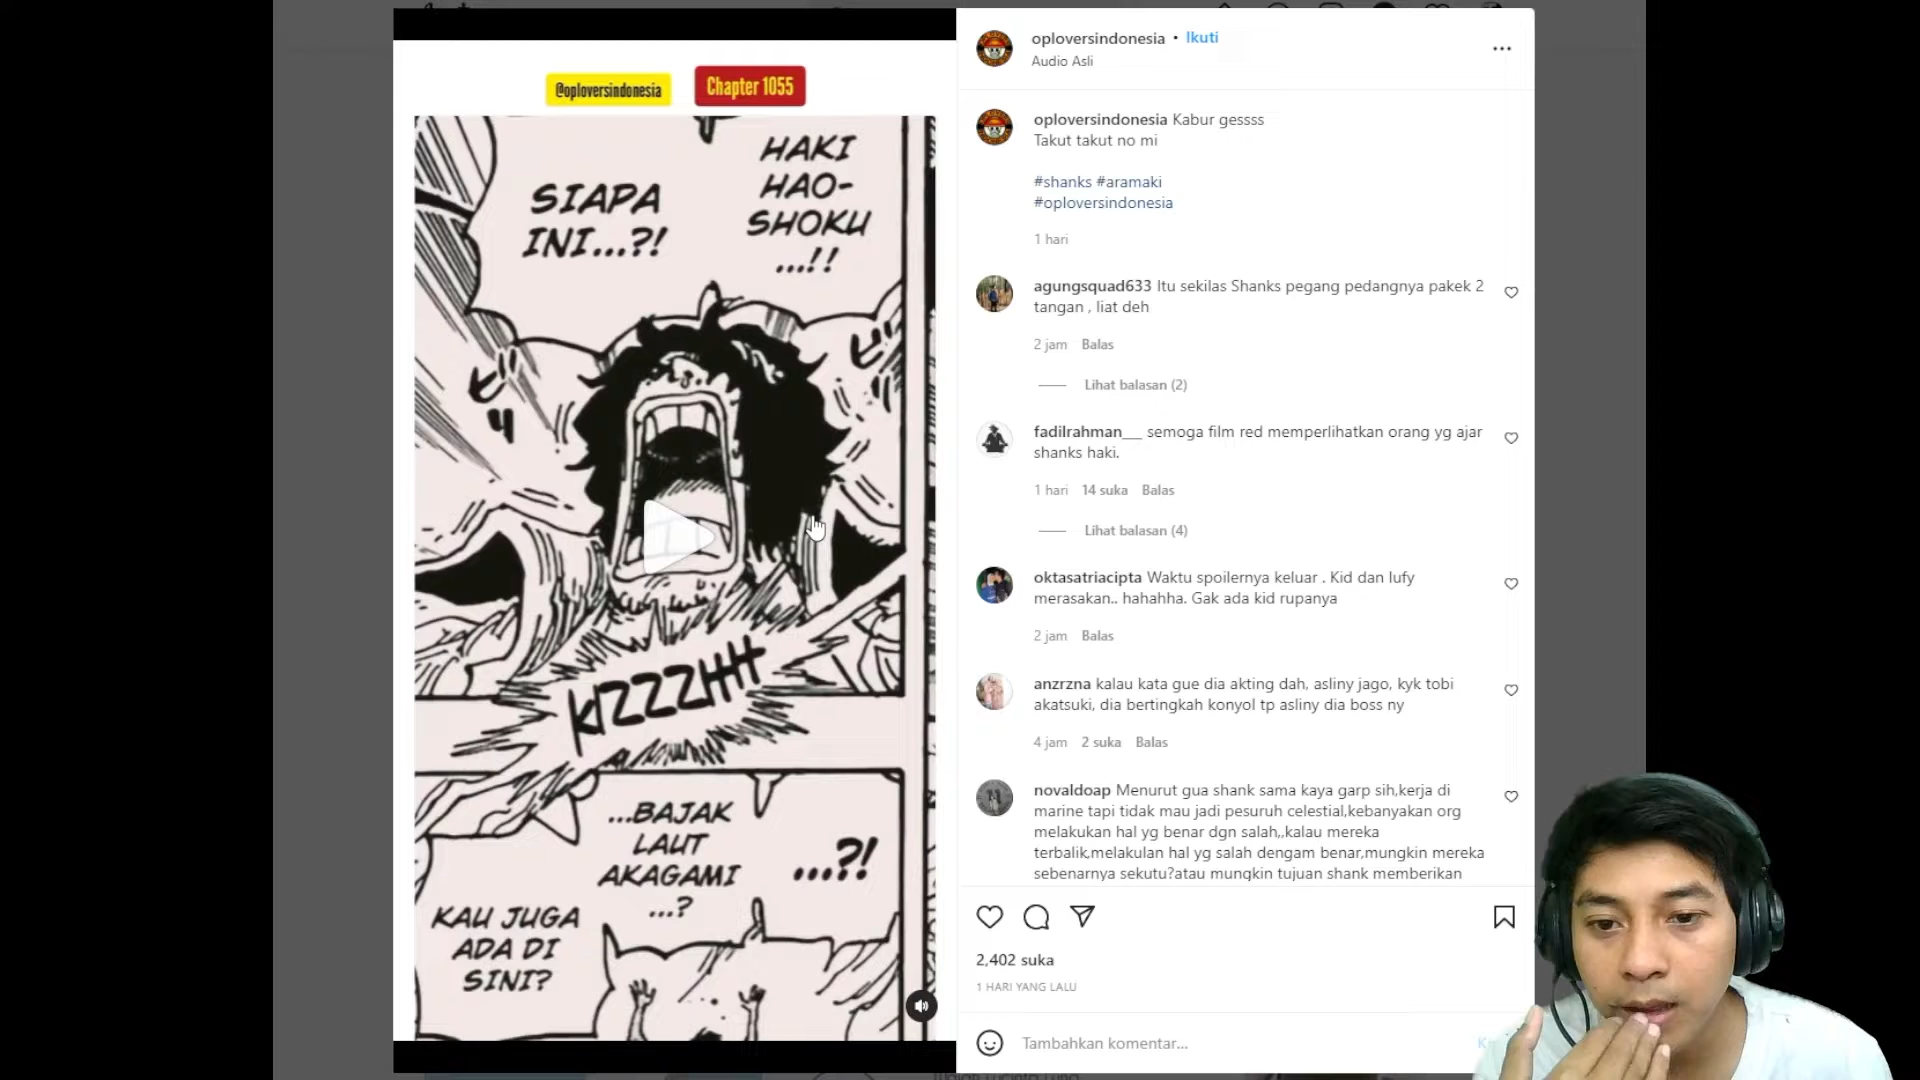 @oploversindonesia
Chapter 1055
HAKI
HAO-
SHOKU
...!!
SIAPA
INI...?!
ビ
ビ
リ
KIZZZHHH
...BAJAK
LAUT
AKAGAMI
...?
...?!
KAU JUGA
ADA DI
SINI?
oploversindonesia • Ikuti
Audio Asli
oploversindonesia Kabur gessss
Takut takut no mi
#shanks #aramaki
#oploversindonesia
1 hari
agungsquad633 Itu sekilas Shanks pegang pedangnya pakek 2
tangan , liat deh
2 jam Balas
Lihat balasan (2)
fadilrahman__ semoga film red memperlihatkan orang yg ajar
shanks haki.
1 hari 14 suka Balas
Lihat balasan (4)
oktasatriacipta Waktu spoilernya keluar . Kid dan lufy
merasakan.. hahahha. Gak ada kid rupanya
2 jam Balas
anzrzna kalau kata gue dia akting dah, asliny jago, kyk tobi
akatsuki, dia bertingkah konyol tp asliny dia boss ny
4 jam 2 suka Balas
novaldoap Menurut gua shank sama kaya garp sih,kerja di
marine tapi tidak mau jadi pesuruh celestial,kebanyakan org
melakukan hal yg benar dgn salah,,kalau mereka
terbalik,melakulan hal yg salah dengam benar,mungkin mereka
sebenarnya sekutu?atau mungkin tujuan shank memberikan
2,402 suka
1 HARI YANG LALU
Tambahkan komentar...